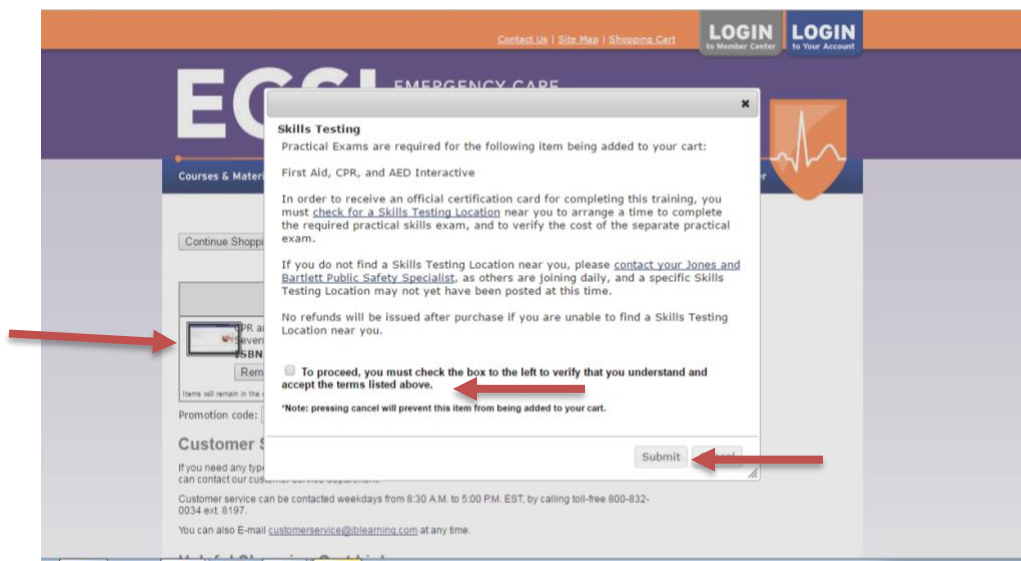 Contact Us | Site Map | Shopping Cart
LOGIN
to Member Center
LOGIN
to Your Account
ECSI EMERGENCY CARE
Courses & Materi
Skills Testing
Practical Exams are required for the following item being added to your cart:
First Aid, CPR, and AED Interactive
In order to receive an official certification card for completing this training, you
must check for a Skills Testing Location near you to arrange a time to complete
the required practical skills exam, and to verify the cost of the separate practical
exam.
If you do not find a Skills Testing Location near you, please contact your Jones and
Bartlett Public Safety Specialist, as others are joining daily, and a specific Skills
Testing Location may not yet have been posted at this time.
No refunds will be issued after purchase if you are unable to find a Skills Testing
Location near you.
To proceed, you must check the box to the left to verify that you understand and
accept the terms listed above.
*Note: pressing cancel will prevent this item from being added to your cart.
Submit
Continue Shoppi
CPR a
Seven
ISBN
Rem
Items will remain in the
Promotion code:
Customer S
If you need any typ
can contact our customer service department.
Customer service can be contacted weekdays from 8:30 A.M. to 5:00 P.M. EST, by calling toll-free 800-832-
0034 ext. 8197.
You can also E-mail customerservice@jblearning.com at any time.